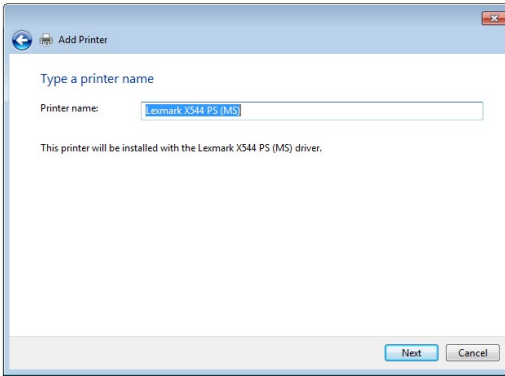 Add Printer
Type a printer name
Printer name: Lexmark X544 PS (MS)
This printer will be installed with the Lexmark X544 PS (MS) driver.
Next Cancel